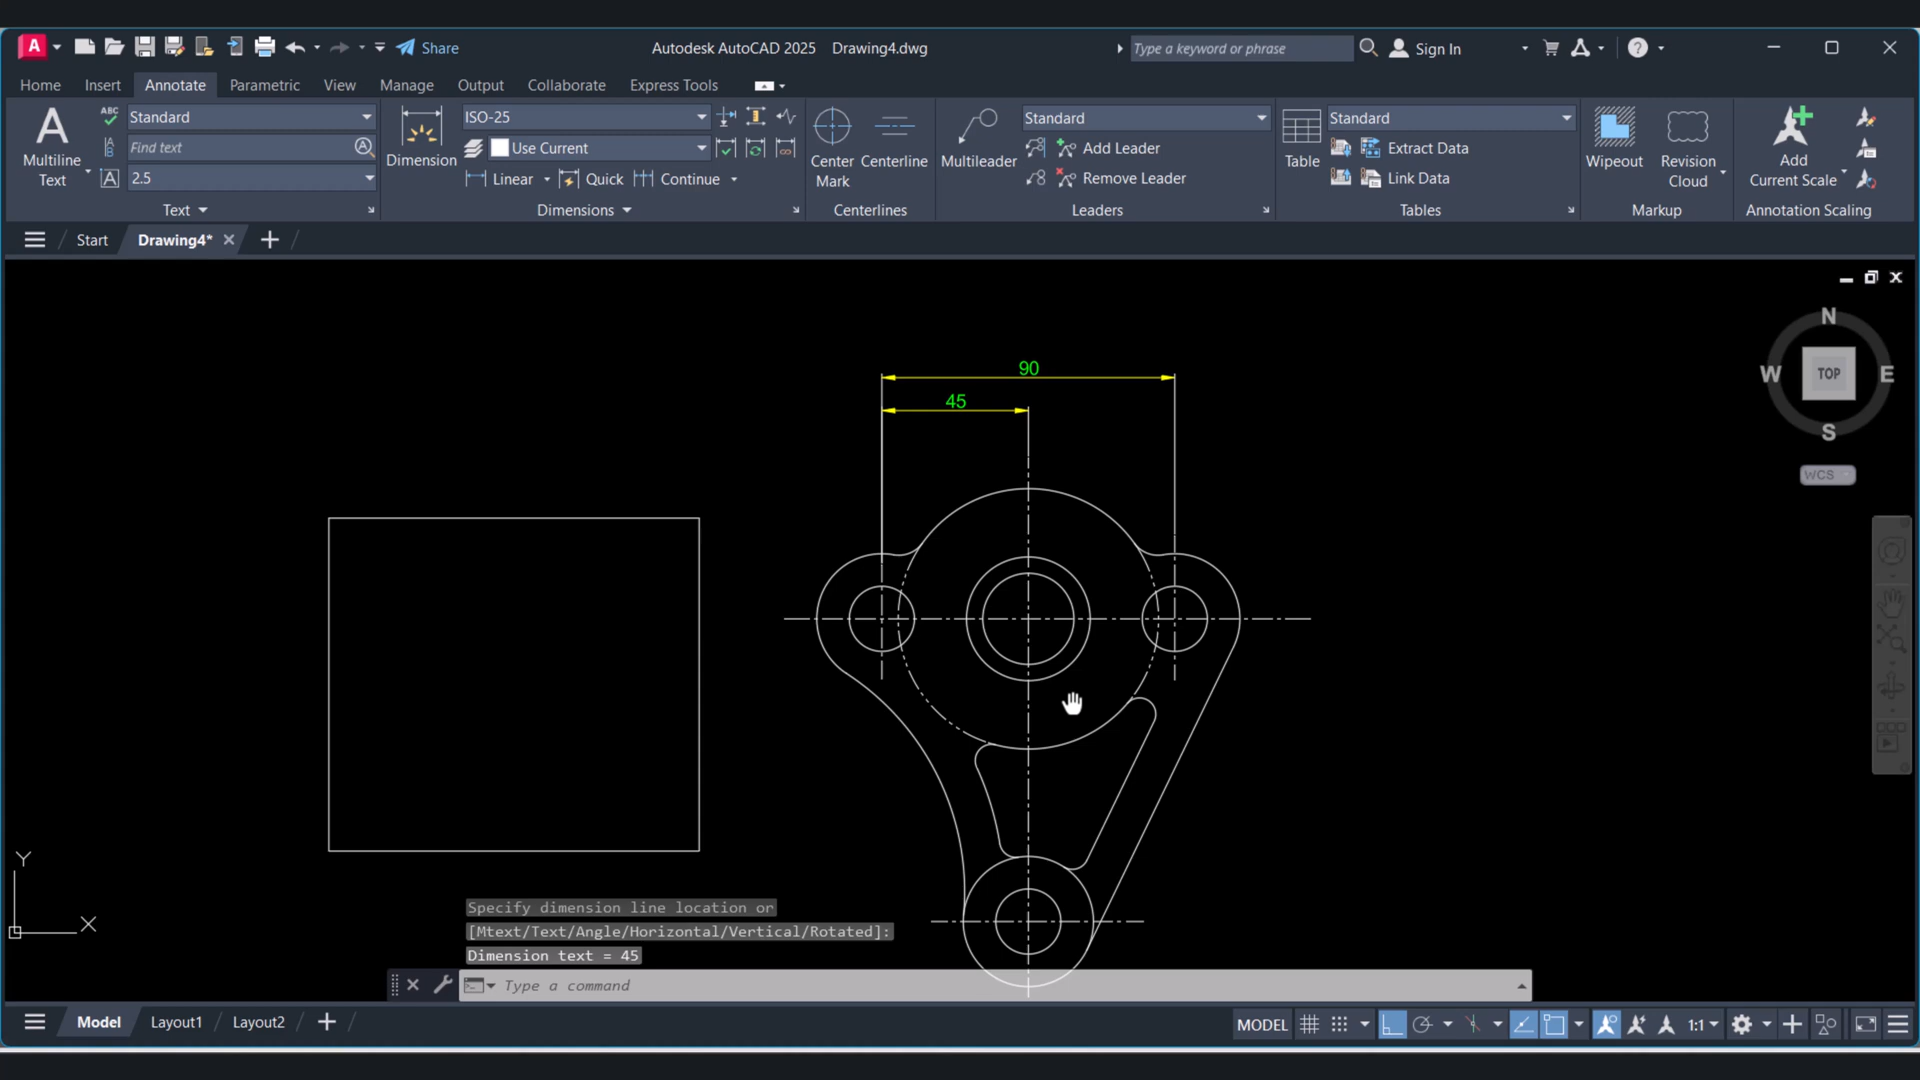 A Share Autodesk AutoCAD 2025 Drawing4.dwg Type a keyword or phrase Sign In ?
Home Insert Annotate Parametric View Manage Output Collaborate Express Tools
Multiline Text
ABC Standard
Find text
2.5
Text
Dimension
ISO-25
Use Current
Linear Quick Continue
Dimensions
Center Mark
Centerline
Centerlines
Multileader
Standard
Add Leader
Remove Leader
Leaders
Table
Standard
Extract Data
Link Data
Tables
Wipeout
Revision Cloud
Markup
Add Current Scale
Annotation Scaling
Start Drawing4*
N
W TOP E
S
WCS
90
45
Y
X
Specify dimension line location or
[Mtext/Text/Angle/Horizontal/Vertical/Rotated]:
Dimension text = 45
Type a command
Model Layout1 Layout2 MODEL 1:1